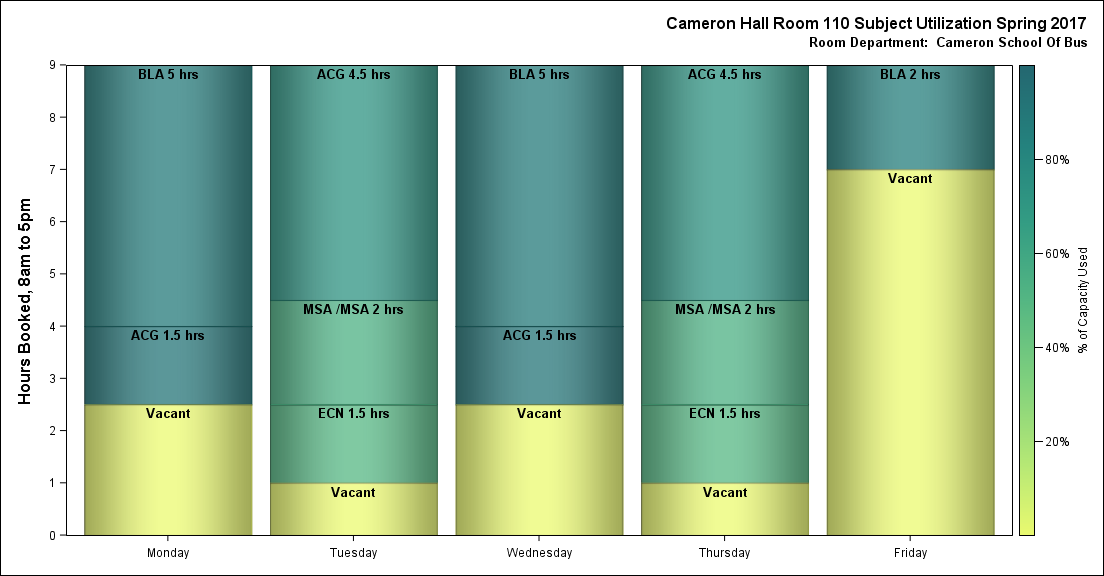 Cameron Hall Room 110 Subject Utilization Spring 2017
Room Department:  Cameron School Of Bus
Hours Booked, 8am to 5pm
9
8
7
6
5
4
3
2
1
0
BLA 5 hrs
ACG 1.5 hrs
Vacant
ACG 4.5 hrs
MSA /MSA 2 hrs
ECN 1.5 hrs
Vacant
BLA 5 hrs
ACG 1.5 hrs
Vacant
ACG 4.5 hrs
MSA /MSA 2 hrs
ECN 1.5 hrs
Vacant
BLA 2 hrs
Vacant
Monday
Tuesday
Wednesday
Thursday
Friday
80%
60%
40%
20%
% of Capacity Used